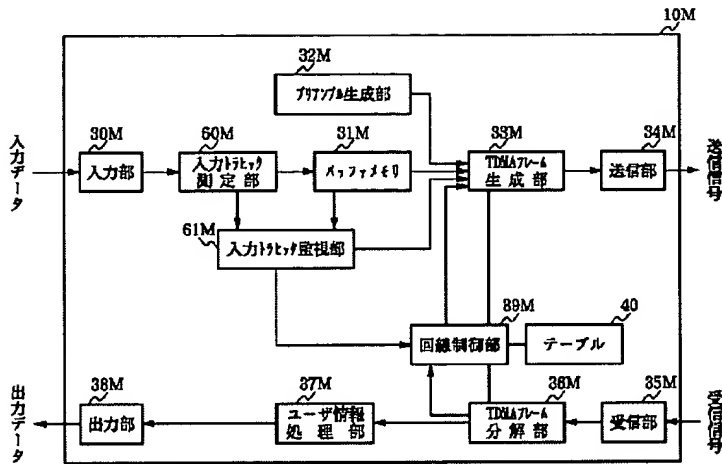 10M
32M
プリアンブル生成部
30M
60M
31M
33M
34M
入力データ
入力部
入力トラヒック
測定部
バッファメモリ
TDMAフレーム
生成部
送信部
送信信号
61M
入力トラヒック監視部
39M
40
回線制御部
テーブル
38M
37M
36M
35M
出力データ
出力部
ユーザ情報
処理部
TDMAフレーム
分解部
受信部
受信信号